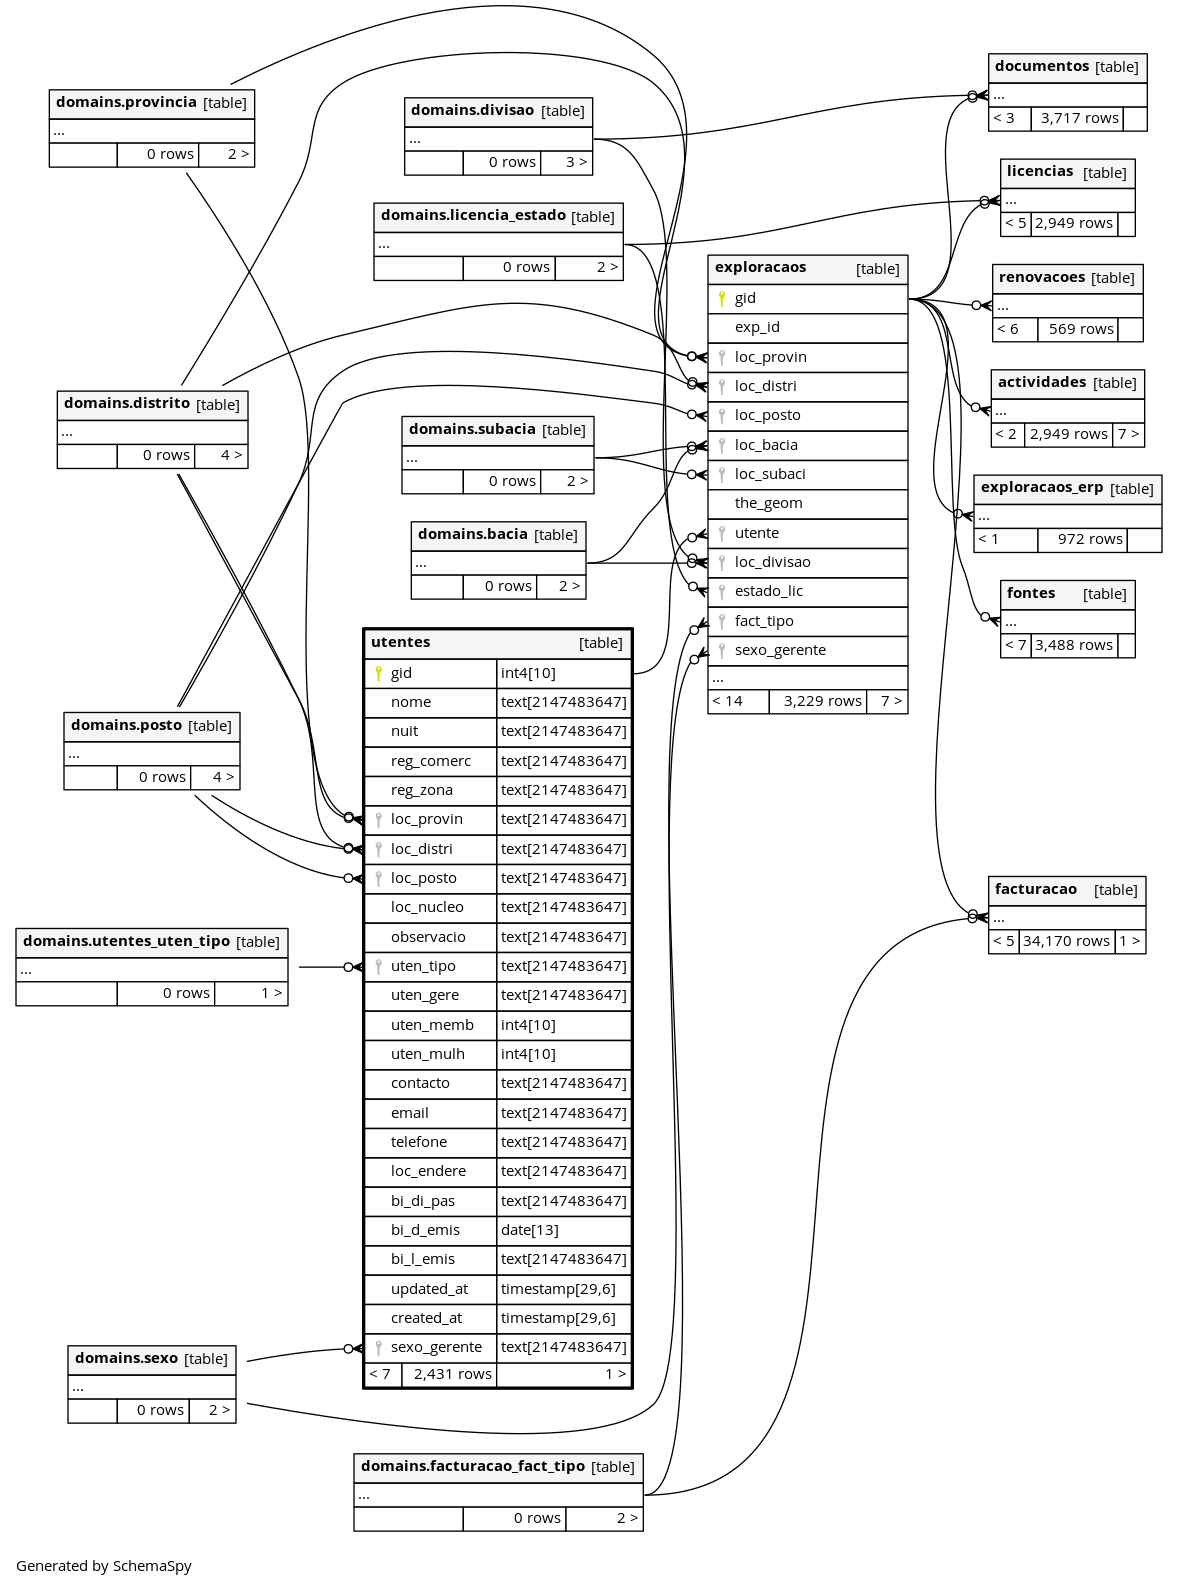 domains.provincia [table]
...
0 rows 2 >
domains.distrito [table]
...
0 rows 4 >
domains.posto [table]
...
0 rows 4 >
domains.utentes_uten_tipo [table]
...
0 rows 1 >
domains.sexo [table]
...
0 rows 2 >
domains.divisao [table]
...
0 rows 3 >
domains.licencia_estado [table]
...
0 rows 2 >
domains.subacia [table]
...
0 rows 2 >
domains.bacia [table]
...
0 rows 2 >
utentes [table]
gid int4[10]
nome text[2147483647]
nuit text[2147483647]
reg_comerc text[2147483647]
reg_zona text[2147483647]
loc_provin text[2147483647]
loc_distri text[2147483647]
loc_posto text[2147483647]
loc_nucleo text[2147483647]
observacio text[2147483647]
uten_tipo text[2147483647]
uten_gere text[2147483647]
uten_memb int4[10]
uten_mulh int4[10]
contacto text[2147483647]
email text[2147483647]
telefone text[2147483647]
loc_endere text[2147483647]
bi_di_pas text[2147483647]
bi_d_emis date[13]
bi_l_emis text[2147483647]
updated_at timestamp[29,6]
created_at timestamp[29,6]
sexo_gerente text[2147483647]
< 7 2,431 rows 1 >
domains.facturacao_fact_tipo [table]
...
0 rows 2 >
exploracaos [table]
gid
exp_id
loc_provin
loc_distri
loc_posto
loc_bacia
loc_subaci
the_geom
utente
loc_divisao
estado_lic
fact_tipo
sexo_gerente
...
< 14 3,229 rows 7 >
documentos [table]
...
< 3 3,717 rows
licencias [table]
...
< 5 2,949 rows
renovacoes [table]
...
< 6 569 rows
actividades [table]
...
< 2 2,949 rows 7 >
exploracaos_erp [table]
...
< 1 972 rows
fontes [table]
...
< 7 3,488 rows
facturacao [table]
...
< 5 34,170 rows 1 >
Generated by SchemaSpy